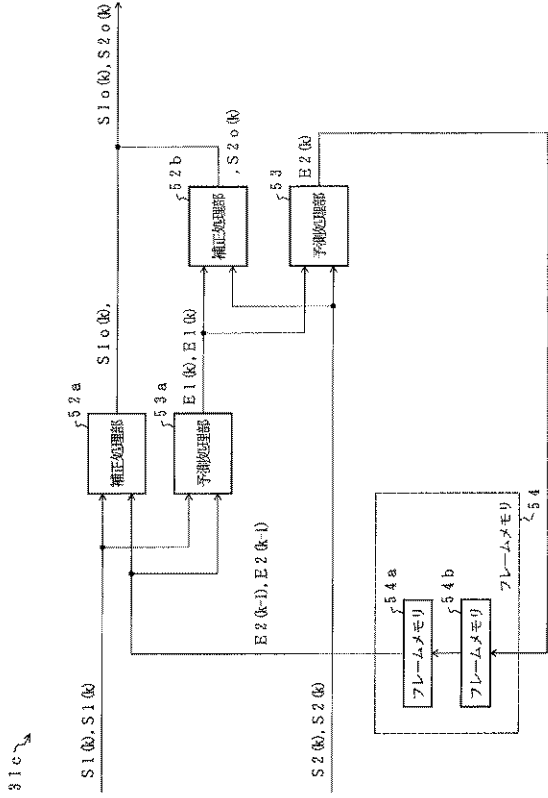 31c
S1(k),S1(k)
S2(k),S2(k)
52a
補正処理部
53a
予測処理部
S1o(k),
E1(k),E1(k)
E2(k-1),E2(k-1)
52b
補正処理部
,S2o(k)
53
予測処理部
E2(k)
S1o(k),S2o(k)
54a
フレームメモリ
54b
フレームメモリ
フレームメモリ
54